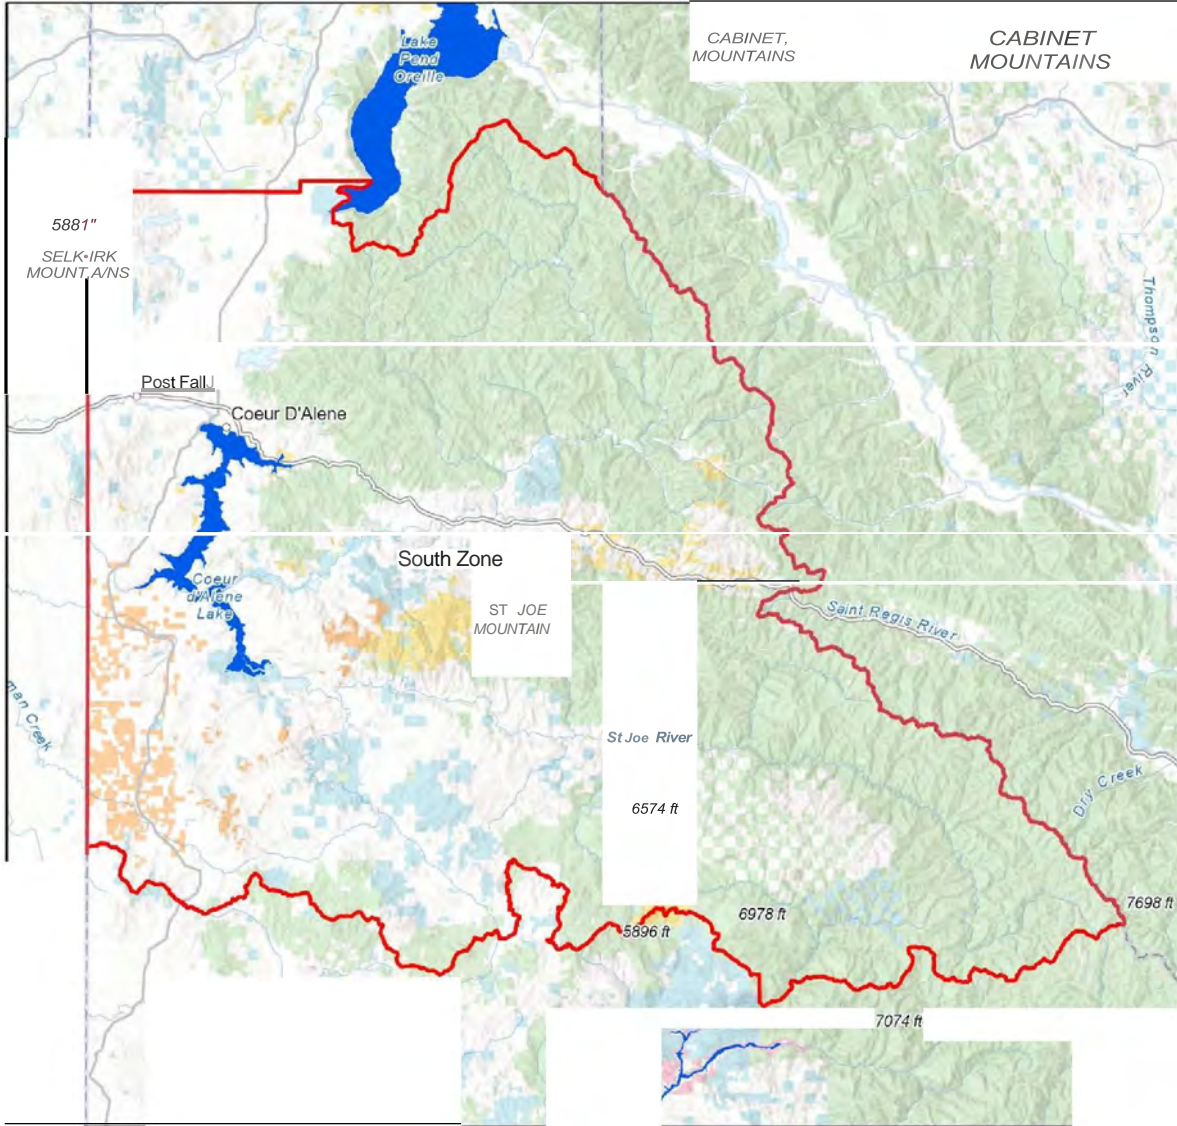 Lake
Pend
Oreille
CABINET,
MOUNTAINS
CABINET
MOUNTAINS
5881"
SELK•IRK
MOUNT,A/NS
Thompson
River
Post FallJ
Coeur D'Alene
South Zone
Coeur
d'Alene
Lake
ST JOE
MOUNTAIN
Saint Regis River
man Creek
St Joe River
6574 ft
Dry Creek
7698 ft
6978 ft
5896 ft
7074 ft